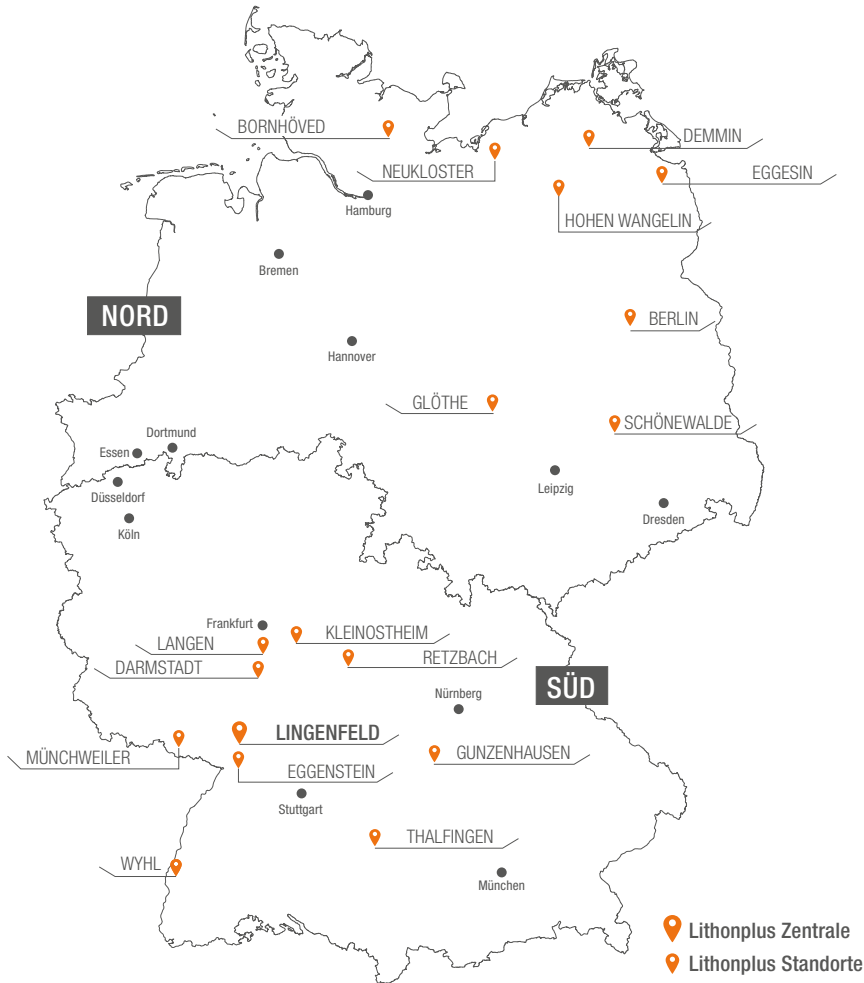 BORNHÖVED
DEMMIN
NEUKLOSTER
EGGESIN
Hamburg
HOHEN WANGELIN
Bremen
NORD
BERLIN
Hannover
GLÖTHE
SCHÖNEWALDE
Dortmund
Essen
Leipzig
Düsseldorf
Dresden
Köln
Frankfurt
KLEINOSTHEIM
LANGEN
RETZBACH
DARMSTADT
SÜD
Nürnberg
LINGENFELD
MÜNCHWEILER
GUNZENHAUSEN
EGGENSTEIN
Stuttgart
THALFINGEN
WYHL
München
Lithonplus Zentrale
Lithonplus Standorte